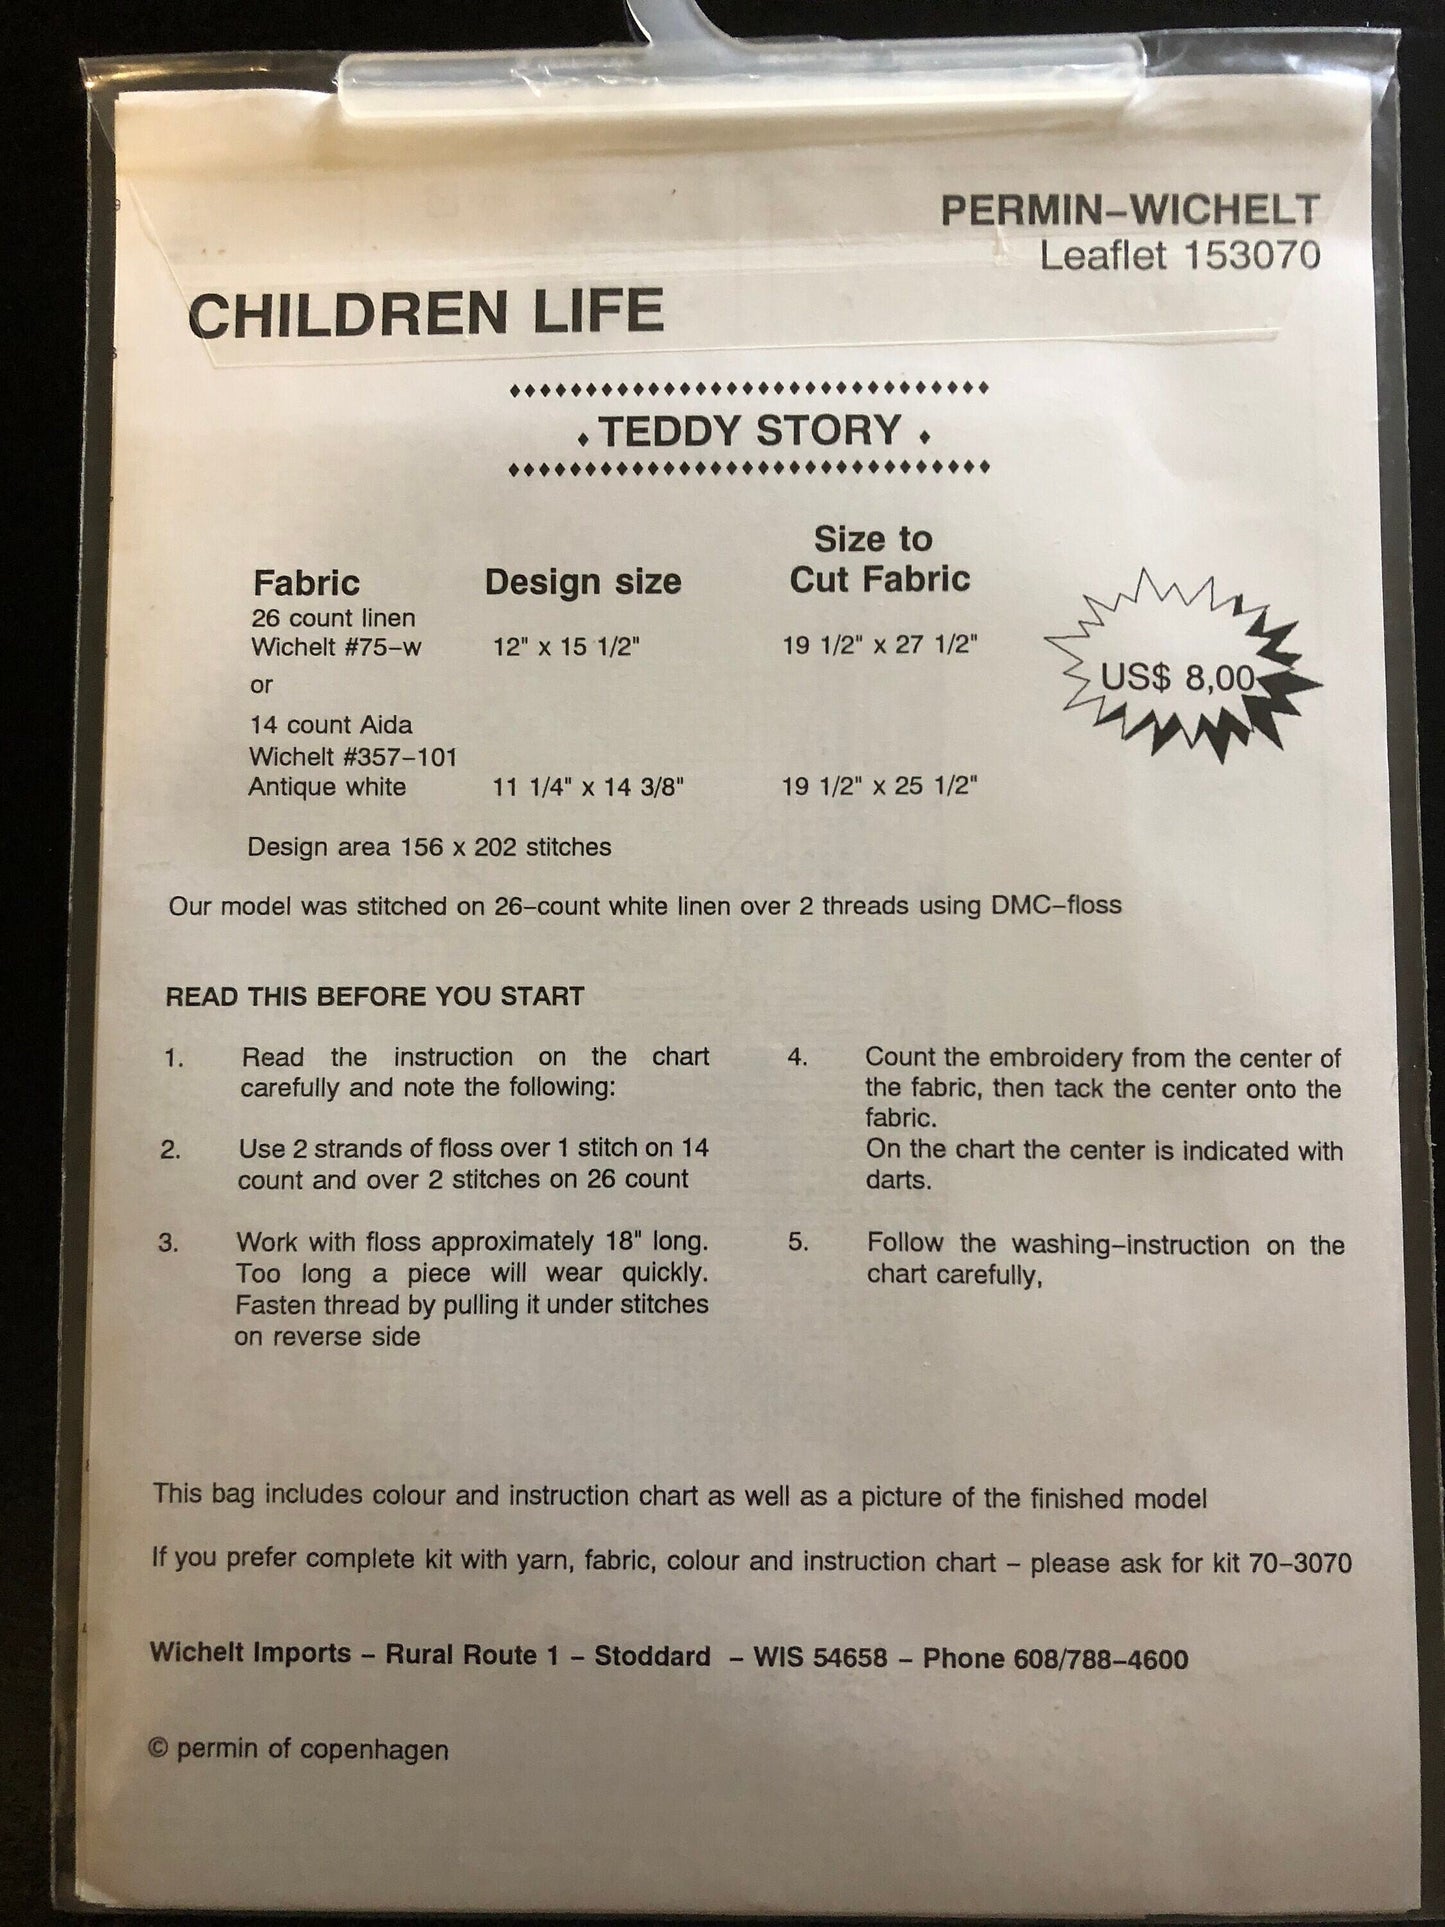 PERMIN–WICHELT
Leaflet 153070
CHILDREN LIFE
TEDDY STORY
Fabric Design size Size to Cut Fabric
26 count linen
Wichelt #75–w 12" x 15 1/2" 19 1/2" x 27 1/2"
or
14 count Aida
Wichelt #357–101
Antique white 11 1/4" x 14 3/8" 19 1/2" x 25 1/2"
US$ 8,00
Design area 156 x 202 stitches
Our model was stitched on 26–count white linen over 2 threads using DMC–floss
READ THIS BEFORE YOU START
1. Read the instruction on the chart
carefully and note the following:
2. Use 2 strands of floss over 1 stitch on 14
count and over 2 stitches on 26 count
3. Work with floss approximately 18" long.
Too long a piece will wear quickly.
Fasten thread by pulling it under stitches
on reverse side
4. Count the embroidery from the center of
the fabric, then tack the center onto the
fabric.
On the chart the center is indicated with
darts.
5. Follow the washing–instruction on the
chart carefully,
This bag includes colour and instruction chart as well as a picture of the finished model
If you prefer complete kit with yarn, fabric, colour and instruction chart – please ask for kit 70–3070
Wichelt Imports – Rural Route 1 – Stoddard – WIS 54658 – Phone 608/788–4600
© permin of copenhagen